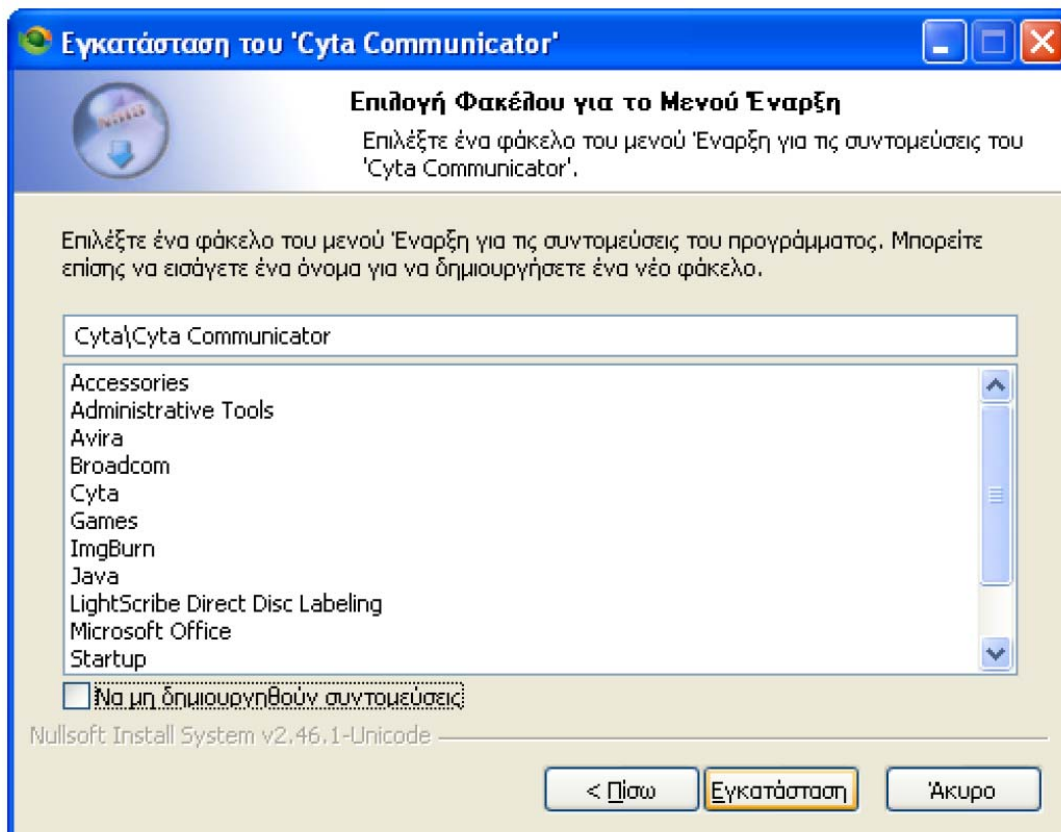 Εγκατάσταση του 'Cyta Communicator'
Επιλογή Φακέλου για το Μενού Έναρξη
Επιλέξτε ένα φάκελο του μενού Έναρξη για τις συντομεύσεις του
'Cyta Communicator'.
Επιλέξτε ένα φάκελο του μενού Έναρξη για τις συντομεύσεις του προγράμματος. Μπορείτε
επίσης να εισάγετε ένα όνομα για να δημιουργήσετε ένα νέο φάκελο.
Cyta\Cyta Communicator
Accessories
Administrative Tools
Avira
Broadcom
Cyta
Games
ImgBurn
Java
LightScribe Direct Disc Labeling
Microsoft Office
Startup
Να μη δημιουργηθούν συντομεύσεις
Nullsoft Install System v2.46.1-Unicode
< Πίσω
Εγκατάσταση
Άκυρο